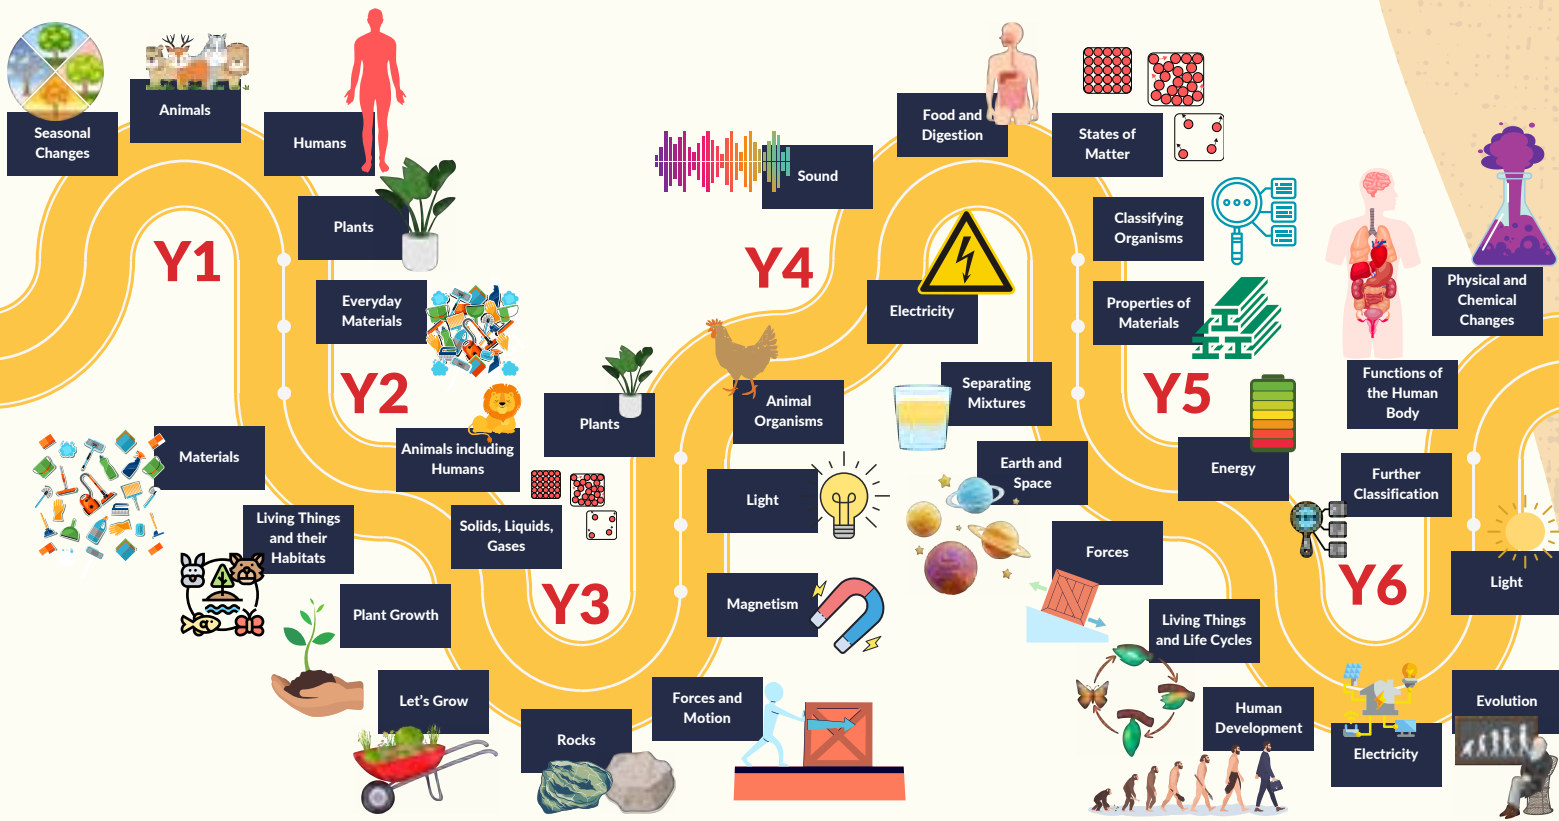 Seasonal
Changes
Animals
Humans
Plants
Y1
Everyday
Materials
Y2
Materials
Animals including
Humans
Living Things
and their
Habitats
Solids, Liquids,
Gases
Plant Growth
Let's Grow
Y3
Rocks
Plants
Forces and
Motion
Magnetism
Light
Animal
Organisms
Y4
Sound
Electricity
Food and
Digestion
States of
Matter
Classifying
Organisms
Properties of
Materials
Y5
Separating
Mixtures
Earth and
Space
Energy
Forces
Living Things
and Life Cycles
Human
Development
Y6
Electricity
Evolution
Light
Further
Classification
Functions of
the Human
Body
Physical and
Chemical
Changes